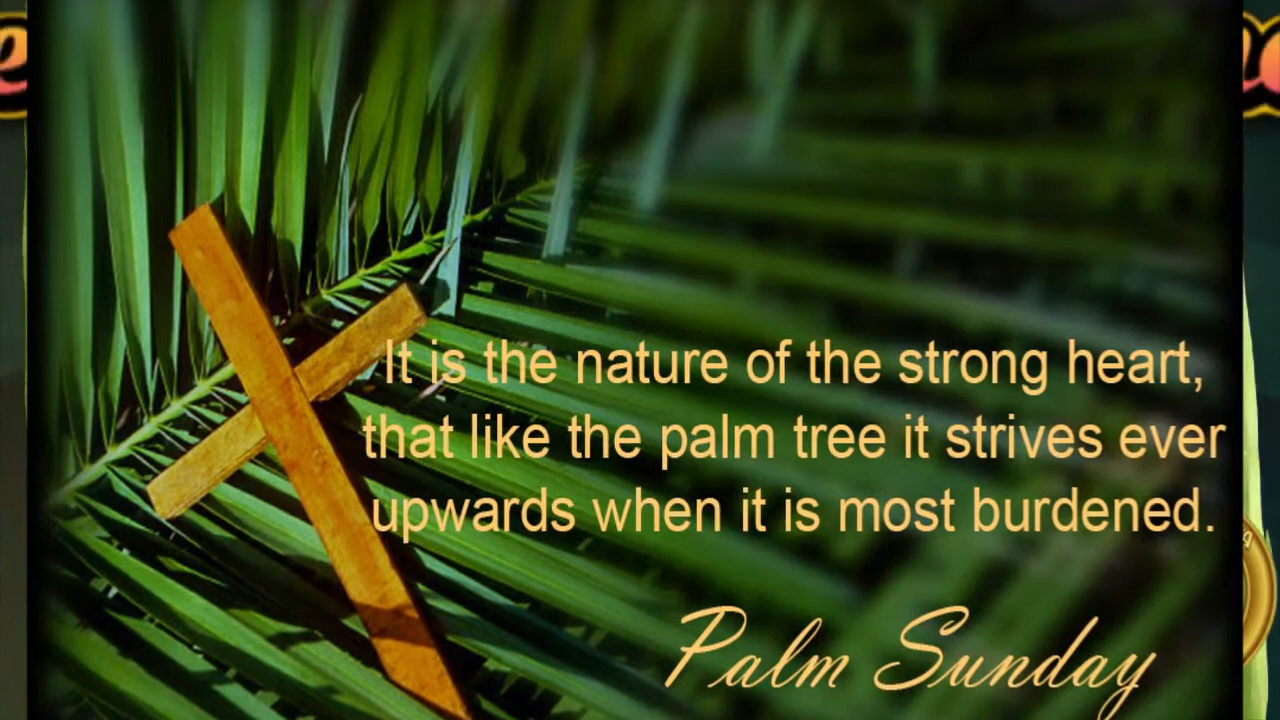 It is the nature of the strong heart,
that like the palm tree it strives ever
upwards when it is most burdened.
Palm Sunday